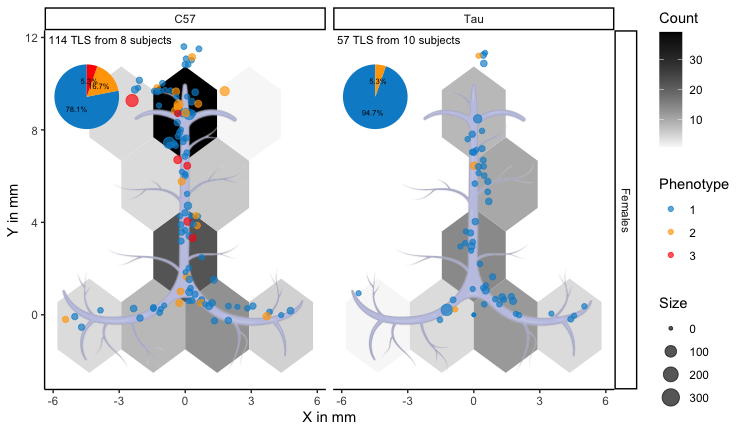 C57
Tau
Count
114 TLS from 8 subjects
57 TLS from 10 subjects
5.3%
16.7%
78.1%
5.3%
94.7%
30
20
10
12
8
4
0
Y in mm
Females
Phenotype
1
2
3
Size
0
100
200
300
-6
-3
0
3
6
-6
-3
0
3
6
X in mm